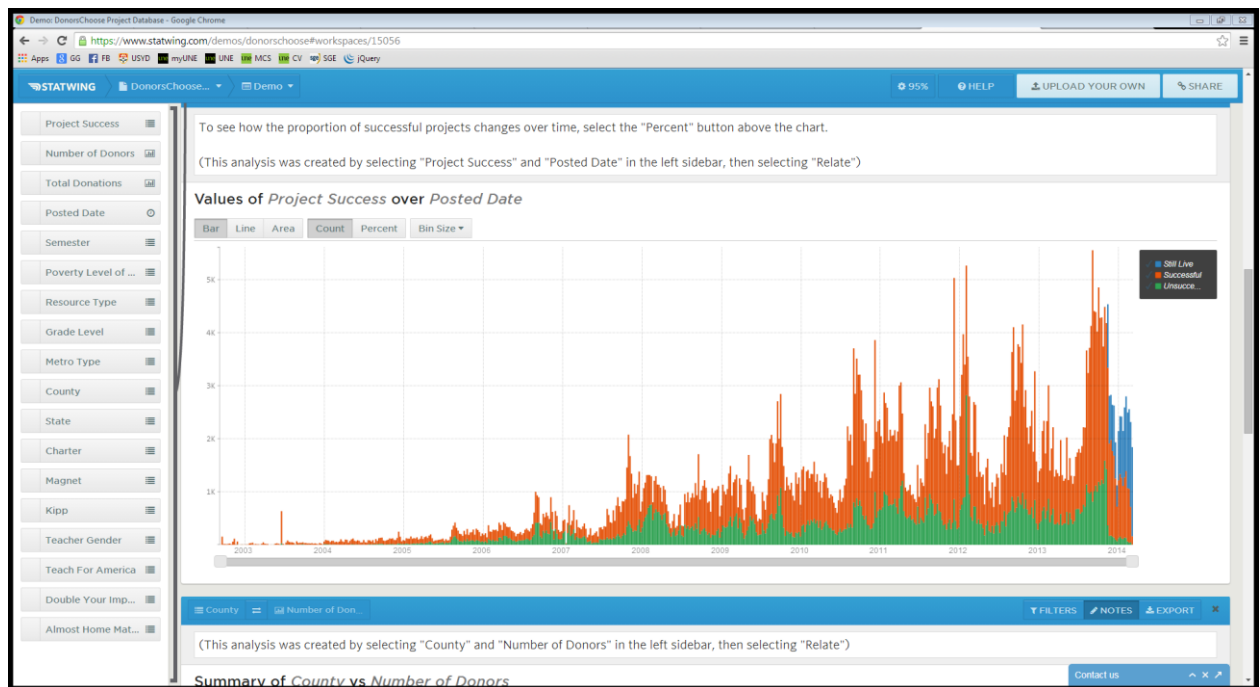 Demo: DonorsChoose Project Database - Google Chrome
https://www.statwing.com/demos/donorschoose#workspaces/15056
Apps GG FB USYD myUNE UNE MCS CV SGE jQuery
STATWING DonorsChoose... Demo 95% HELP UPLOAD YOUR OWN SHARE
Project Success
Number of Donors
Total Donations
Posted Date
Semester
Poverty Level of ...
Resource Type
Grade Level
Metro Type
County
State
Charter
Magnet
Kipp
Teacher Gender
Teach For America
Double Your Imp...
Almost Home Mat...
To see how the proportion of successful projects changes over time, select the "Percent" button above the chart.
(This analysis was created by selecting "Project Success" and "Posted Date" in the left sidebar, then selecting "Relate")
Values of Project Success over Posted Date
Bar Line Area Count Percent Bin Size
Still Live
Successful
Unsucce...
5K
4K
3K
2K
1K
2003 2004 2005 2006 2007 2008 2009 2010 2011 2012 2013 2014
County Number of Don... FILTERS NOTES EXPORT
(This analysis was created by selecting "County" and "Number of Donors" in the left sidebar, then selecting "Relate")
Summary of County vs Number of Donors
Contact us